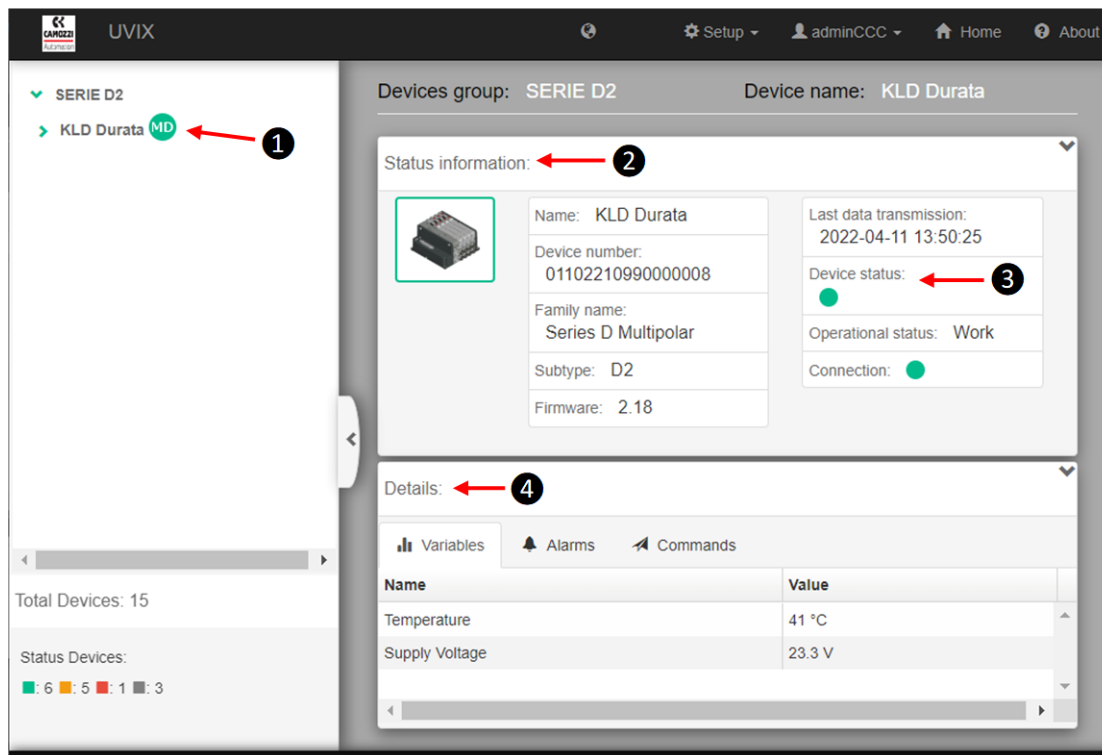 CAMOZZI
Automation
UVIX
Setup
adminCCC
Home
About
SERIE D2
KLD Durata MD
1
Total Devices: 15
Status Devices:
: 6 : 5 : 1 : 3
Devices group: SERIE D2
Device name: KLD Durata
Status information:
2
Name: KLD Durata
Device number:
01102210990000008
Family name:
Series D Multipolar
Subtype: D2
Firmware: 2.18
Last data transmission:
2022-04-11 13:50:25
Device status:
3
Operational status: Work
Connection:
Details:
4
Variables
Alarms
Commands
Name Value
Temperature 41 °C
Supply Voltage 23.3 V